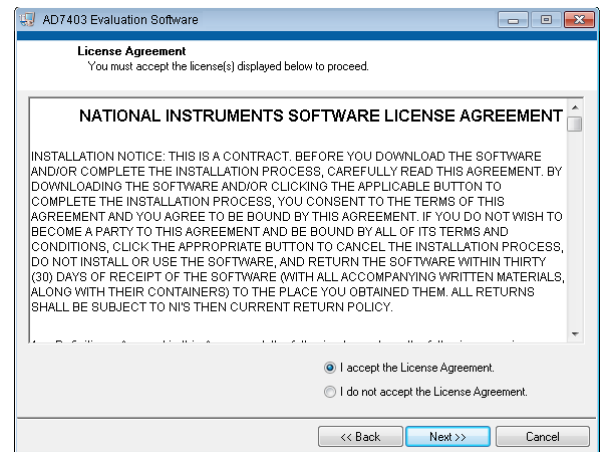 AD7403 Evaluation Software
License Agreement
You must accept the license(s) displayed below to proceed.
NATIONAL INSTRUMENTS SOFTWARE LICENSE AGREEMENT
INSTALLATION NOTICE: THIS IS A CONTRACT. BEFORE YOU DOWNLOAD THE SOFTWARE
AND/OR COMPLETE THE INSTALLATION PROCESS, CAREFULLY READ THIS AGREEMENT. BY
DOWNLOADING THE SOFTWARE AND/OR CLICKING THE APPLICABLE BUTTON TO
COMPLETE THE INSTALLATION PROCESS, YOU CONSENT TO THE TERMS OF THIS
AGREEMENT AND YOU AGREE TO BE BOUND BY THIS AGREEMENT. IF YOU DO NOT WISH TO
BECOME A PARTY TO THIS AGREEMENT AND BE BOUND BY ALL OF ITS TERMS AND
CONDITIONS, CLICK THE APPROPRIATE BUTTON TO CANCEL THE INSTALLATION PROCESS,
DO NOT INSTALL OR USE THE SOFTWARE, AND RETURN THE SOFTWARE WITHIN THIRTY
(30) DAYS OF RECEIPT OF THE SOFTWARE (WITH ALL ACCOMPANYING WRITTEN MATERIALS,
ALONG WITH THEIR CONTAINERS) TO THE PLACE YOU OBTAINED THEM. ALL RETURNS
SHALL BE SUBJECT TO NI'S THEN CURRENT RETURN POLICY.
I accept the License Agreement.
I do not accept the License Agreement.
<< Back
Next >>
Cancel